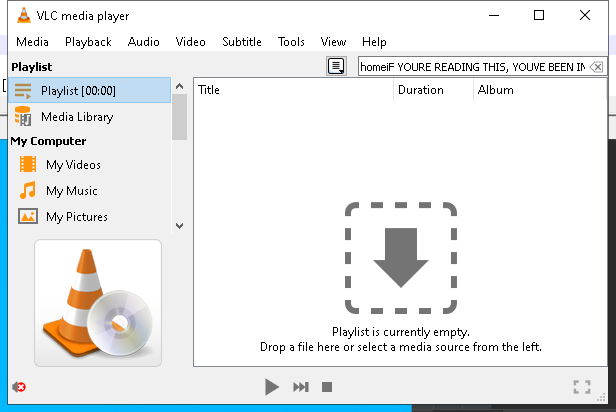 VLC media player
Media Playback Audio Video Subtitle Tools View Help
Playlist
homeiF YOURE READING THIS, YOUVE BEEN IN
Playlist [00:00]
Media Library
My Computer
My Videos
My Music
My Pictures
Title Duration Album
Playlist is currently empty.
Drop a file here or select a media source from the left.